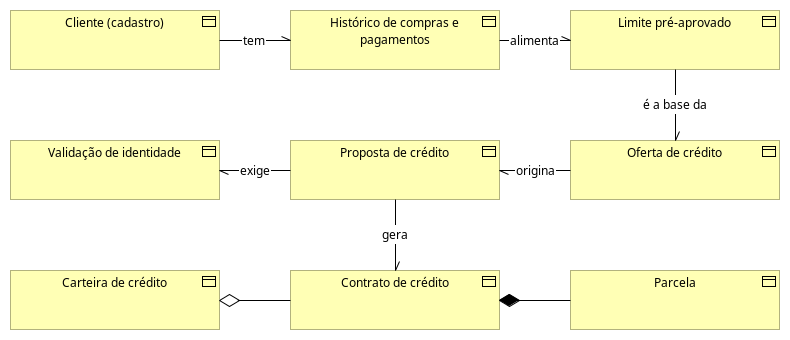 Cliente (cadastro)
tem
Histórico de compras e
pagamentos
alimenta
Limite pré-aprovado
é a base da
Validação de identidade
exige
Proposta de crédito
origina
Oferta de crédito
gera
Carteira de crédito
Contrato de crédito
Parcela